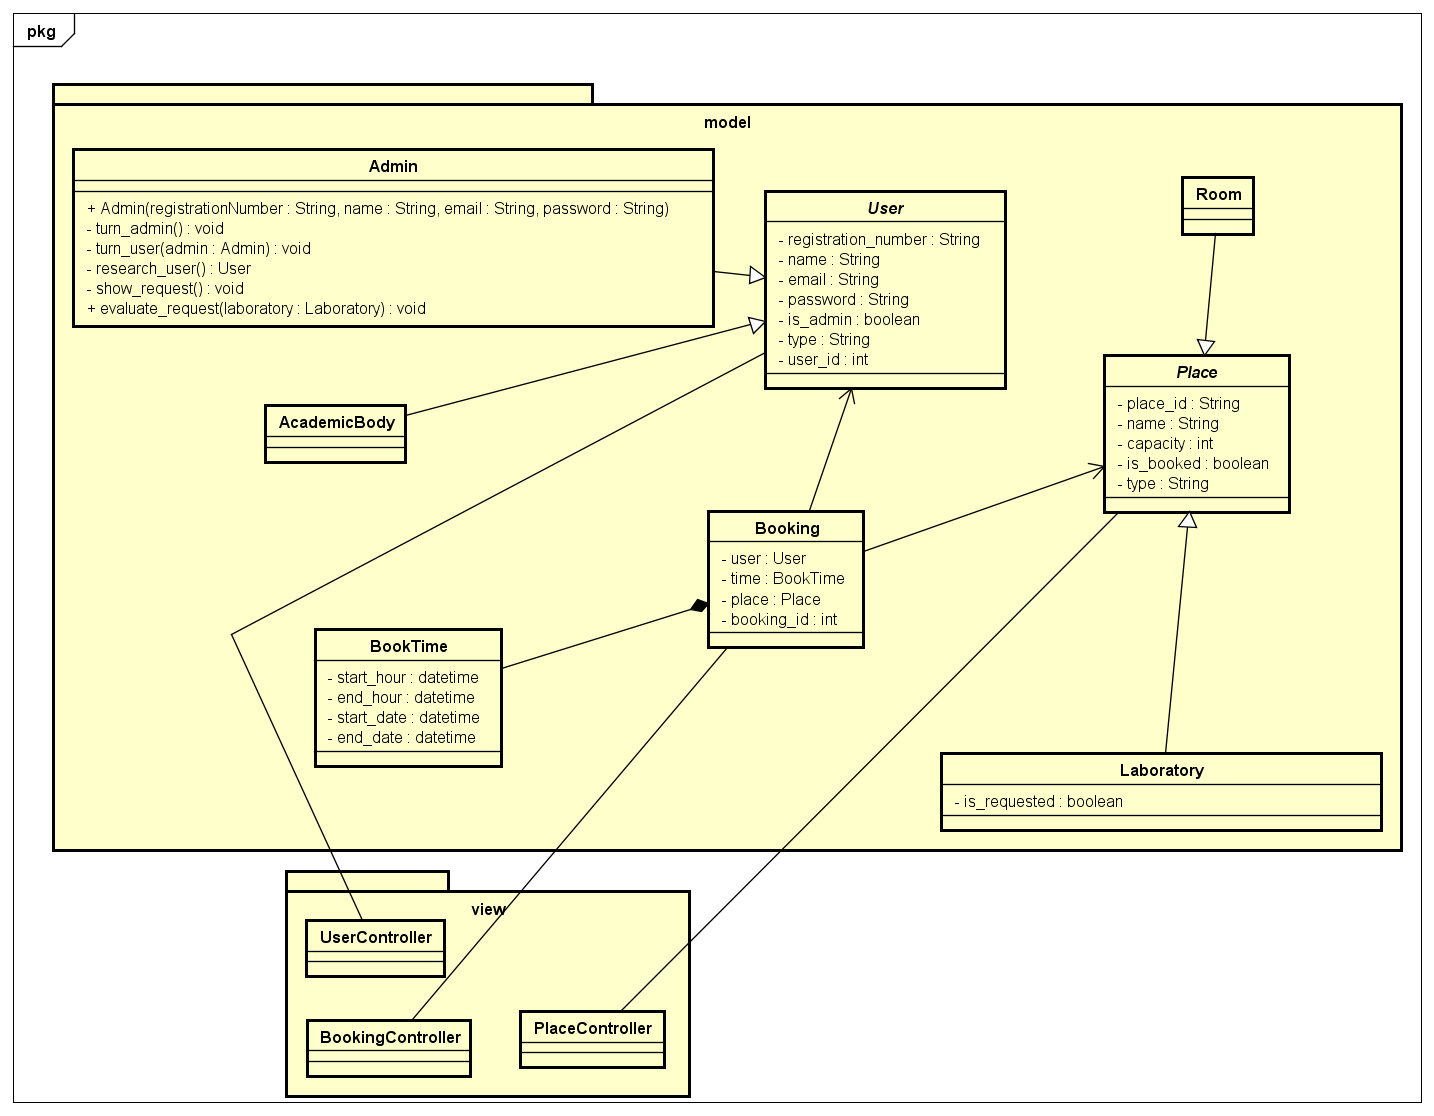 pkg
model
Admin
+ Admin(registrationNumber : String, name : String, email : String, password : String)
- turn_admin() : void
- turn_user(admin : Admin) : void
- research_user() : User
- show_request() : void
+ evaluate_request(laboratory : Laboratory) : void
User
- registration_number : String
- name : String
- email : String
- password : String
- is_admin : boolean
- type : String
- user_id : int
Room
Place
- place_id : String
- name : String
- capacity : int
- is_booked : boolean
- type : String
AcademicBody
Booking
- user : User
- time : BookTime
- place : Place
- booking_id : int
BookTime
- start_hour : datetime
- end_hour : datetime
- start_date : datetime
- end_date : datetime
Laboratory
- is_requested : boolean
view
UserController
BookingController
PlaceController